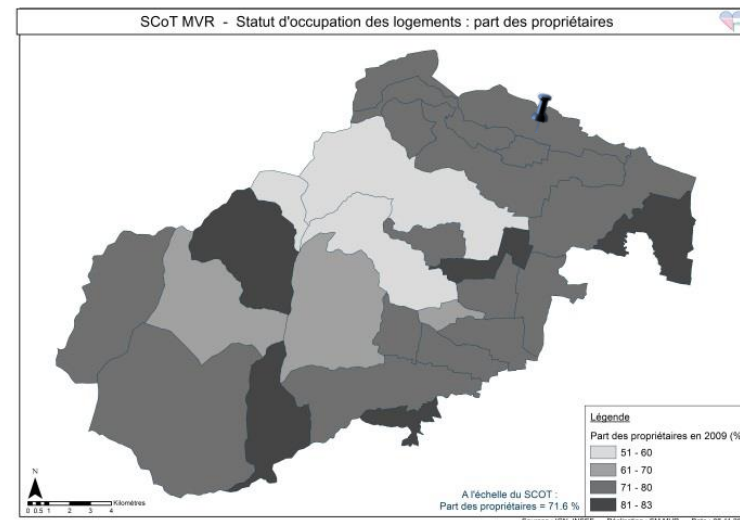 SCoT MVR - Statut d'occupation des logements : part des propriétaires
Légende
Part des propriétaires en 2009 (%
51 - 60
61 - 70
71 - 80
81 - 83
N
0 0.5 1 2 3 4 Kilomètres
A l'échelle du SCOT :
Part des propriétaires = 71.6 %